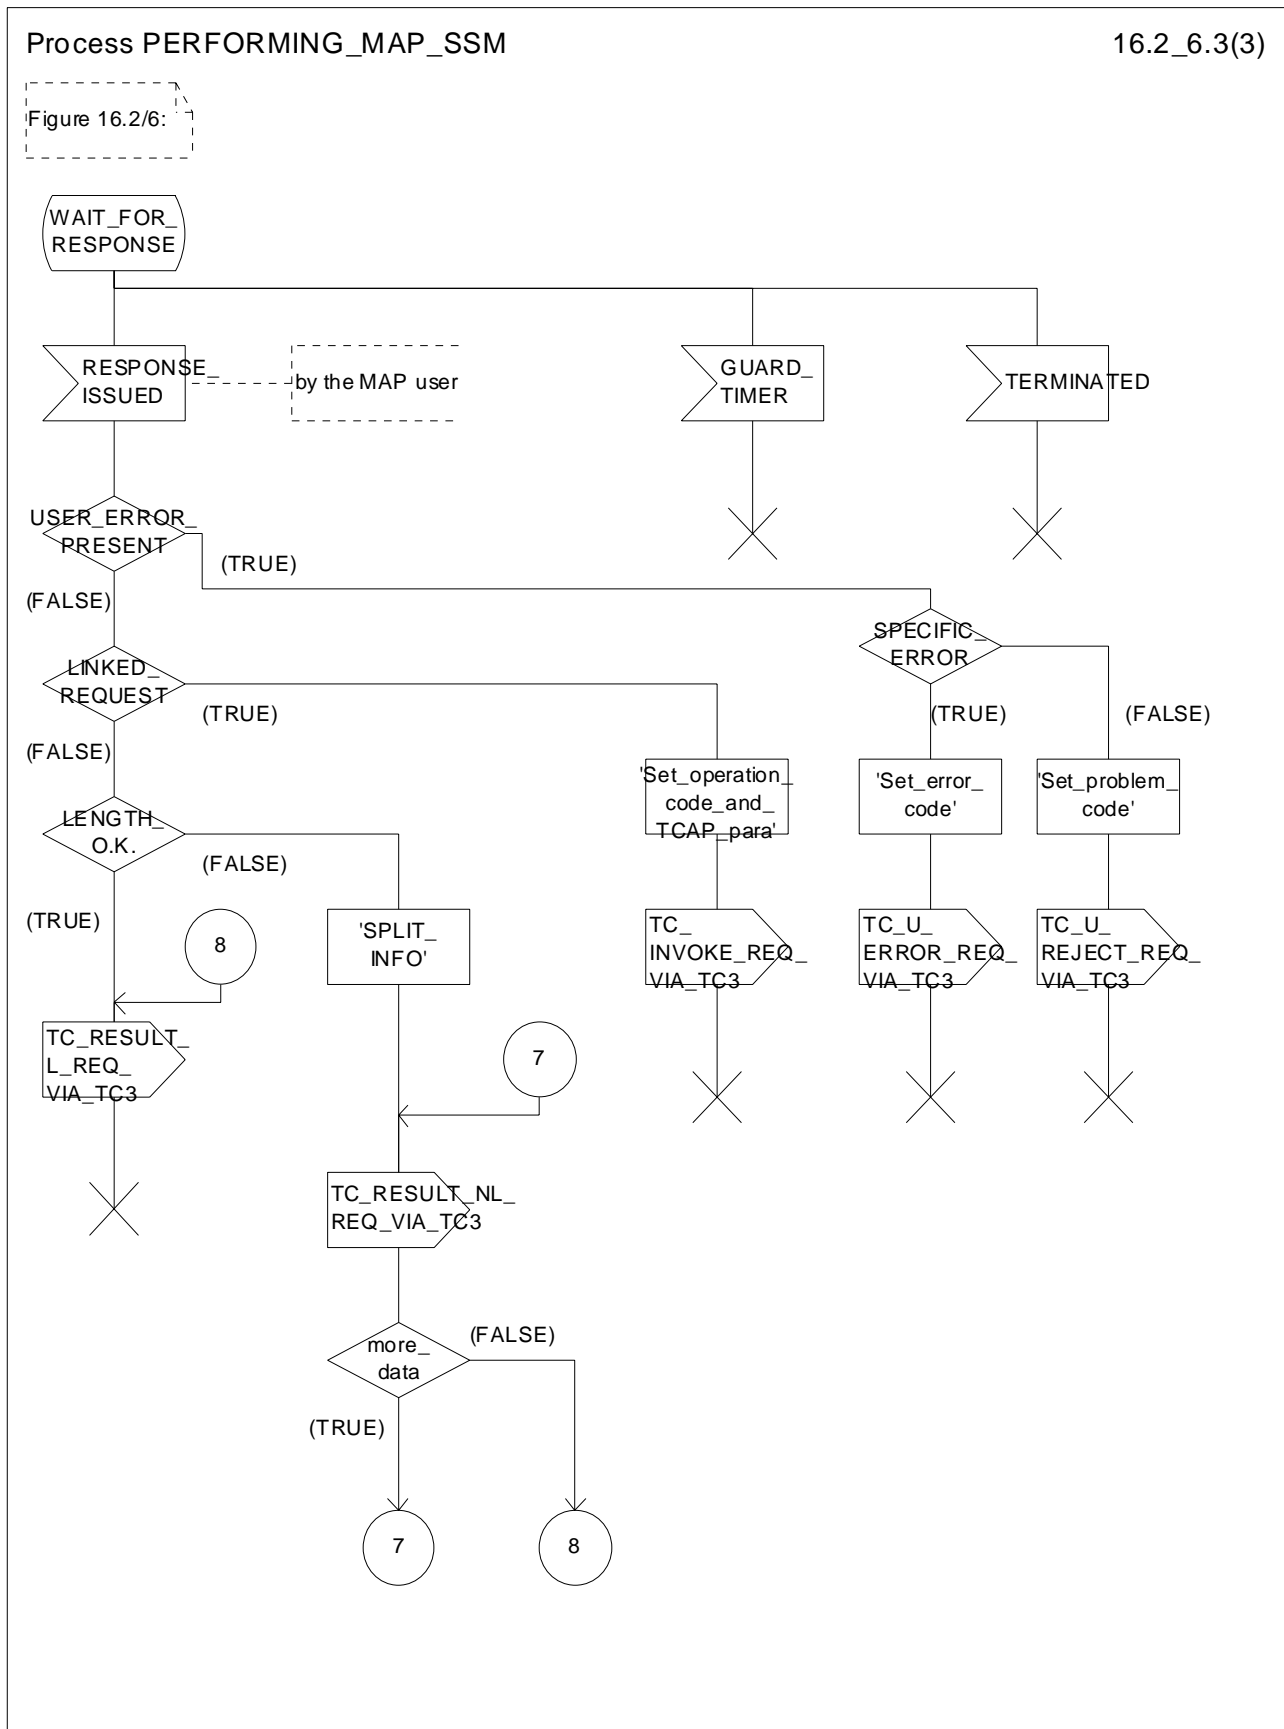 Process PERFORMING_MAP_SSM
16.2_6.3(3)
Figure 16.2/6:
WAIT_FOR_
RESPONSE
RESPONSE_
ISSUED
by the MAP user
GUARD_
TIMER
TERMINATED
USER_ERROR_
PRESENT
(TRUE)
(FALSE)
SPECIFIC_
ERROR
LINKED_
REQUEST
(TRUE)
(TRUE)
(FALSE)
(FALSE)
'Set_operation_
code_and_
TCAP_para'
'Set_error_
code'
'Set_problem_
code'
LENGTH_
O.K.
(FALSE)
(TRUE)
8
'SPLIT_
INFO'
TC_
INVOKE_REQ_
VIA_TC3
TC_U_
ERROR_REQ_
VIA_TC3
TC_U_
REJECT_REQ_
VIA_TC3
TC_RESULT_
L_REQ_
VIA_TC3
7
TC_RESULT_NL_
REQ_VIA_TC3
more_
data
(FALSE)
(TRUE)
7
8